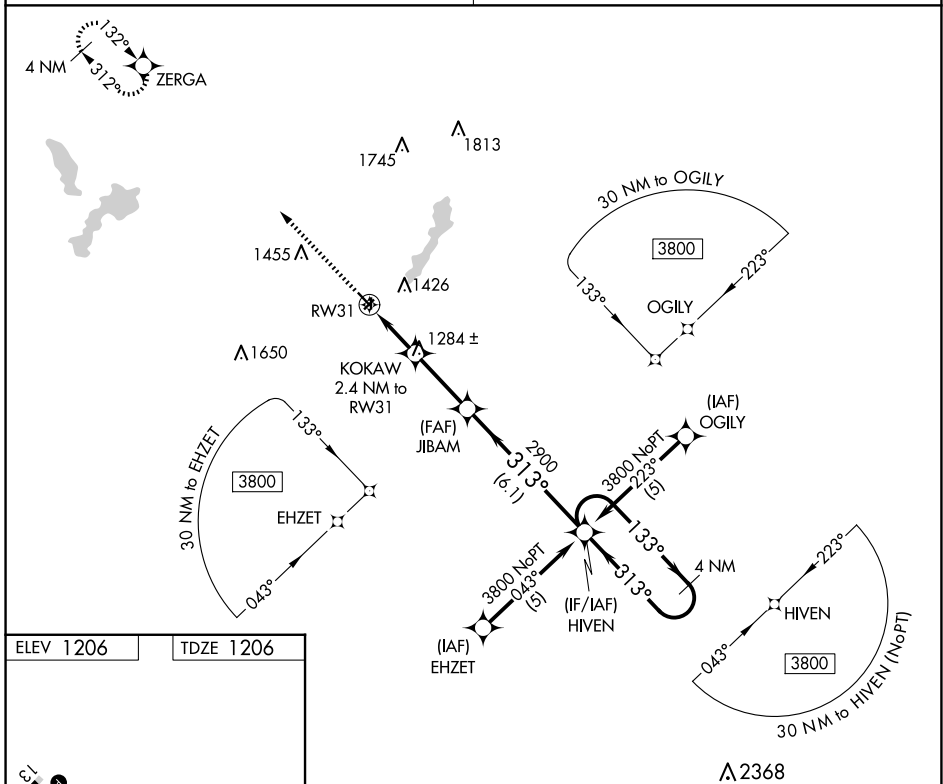 132°
4 NM
312°
ZERGA
1745
1813
30 NM to OGILY
3800
133°
223°
OGILY
1455
1426
RW31
1284 ±
KOKAW
2.4 NM to
RW31
1650
(FAF)
JIBAM
(IAF)
OGILY
30 NM to EHZET
133°
3800
EHZET
043°
2900
313°
(6.1)
3800 NoPT
223°
(5)
133°
4 NM
313°
3800 NoPT
043°
(5)
(IF/IAF)
HIVEN
(IAF)
EHZET
223°
HIVEN
043°
3800
30 NM to HIVEN (NoPT)
ELEV 1206
TDZE 1206
13
2368